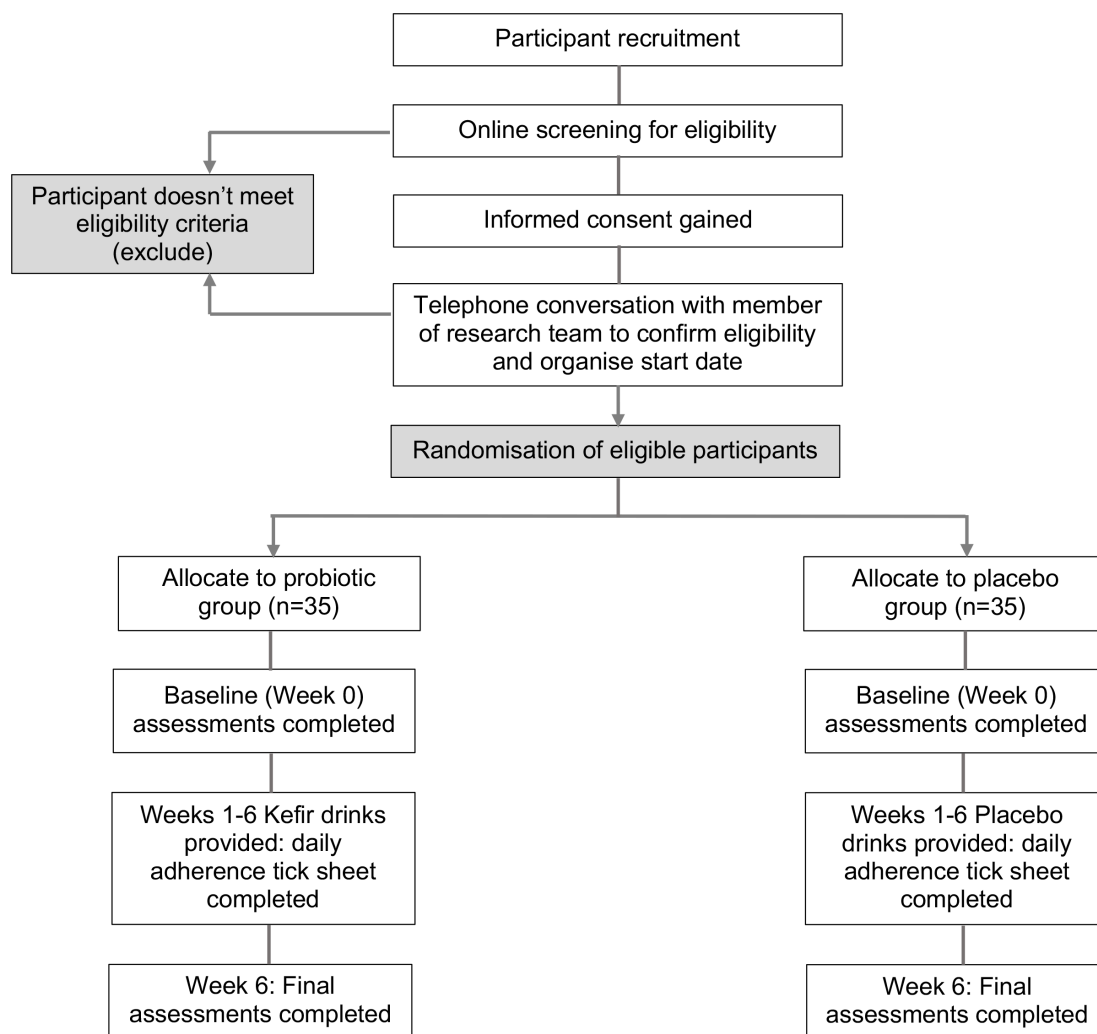 Participant recruitment
Online screening for eligibility
Participant doesn’t meet
eligibility criteria
(exclude)
Informed consent gained
Telephone conversation with member
of research team to confirm eligibility
and organise start date
Randomisation of eligible participants
Allocate to probiotic
group (n=35)
Allocate to placebo
group (n=35)
Baseline (Week 0)
assessments completed
Baseline (Week 0)
assessments completed
Weeks 1-6 Kefir drinks
provided: daily
adherence tick sheet
completed
Weeks 1-6 Placebo
drinks provided: daily
adherence tick sheet
completed
Week 6: Final
assessments completed
Week 6: Final
assessments completed